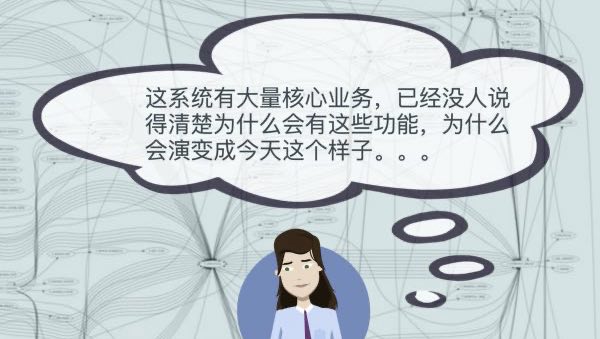 这系统有大量核心业务，已经没人说
得清楚为什么会有这些功能，为什么
会演变成今天这个样子。。。